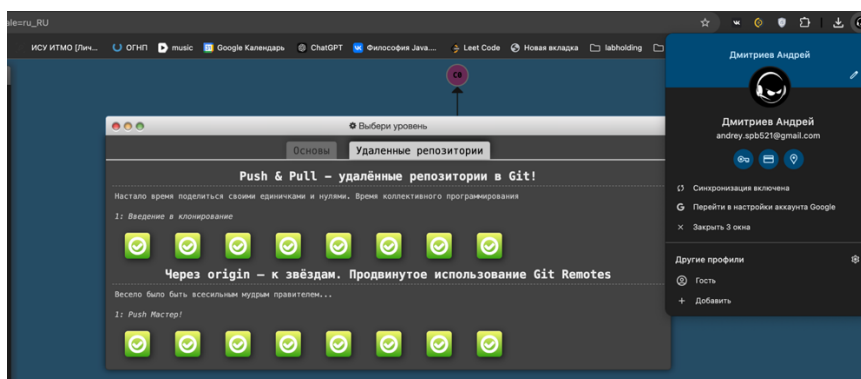 ale=ru_RU
ИСУ ИТМО [Лич...
ОГНП
music
Google Календарь
ChatGPT
Философия Java....
Leet Code
Новая вкладка
labholding
C0
Выбери уровень
Основы
Удаленные репозитории
Push & Pull – удалённые репозитории в Git!
Настало время поделиться своими единичками и нулями. Время коллективного программирования
1: Введение в клонирование
Через origin – к звёздам. Продвинутое использование Git Remotes
Весело было быть всесильным мудрым правителем...
1: Push Мастер!
Дмитриев Андрей
Дмитриев Андрей
andrey.spb521@gmail.com
Синхронизация включена
Перейти в настройки аккаунта Google
Закрыть 3 окна
Другие профили
Гость
Добавить